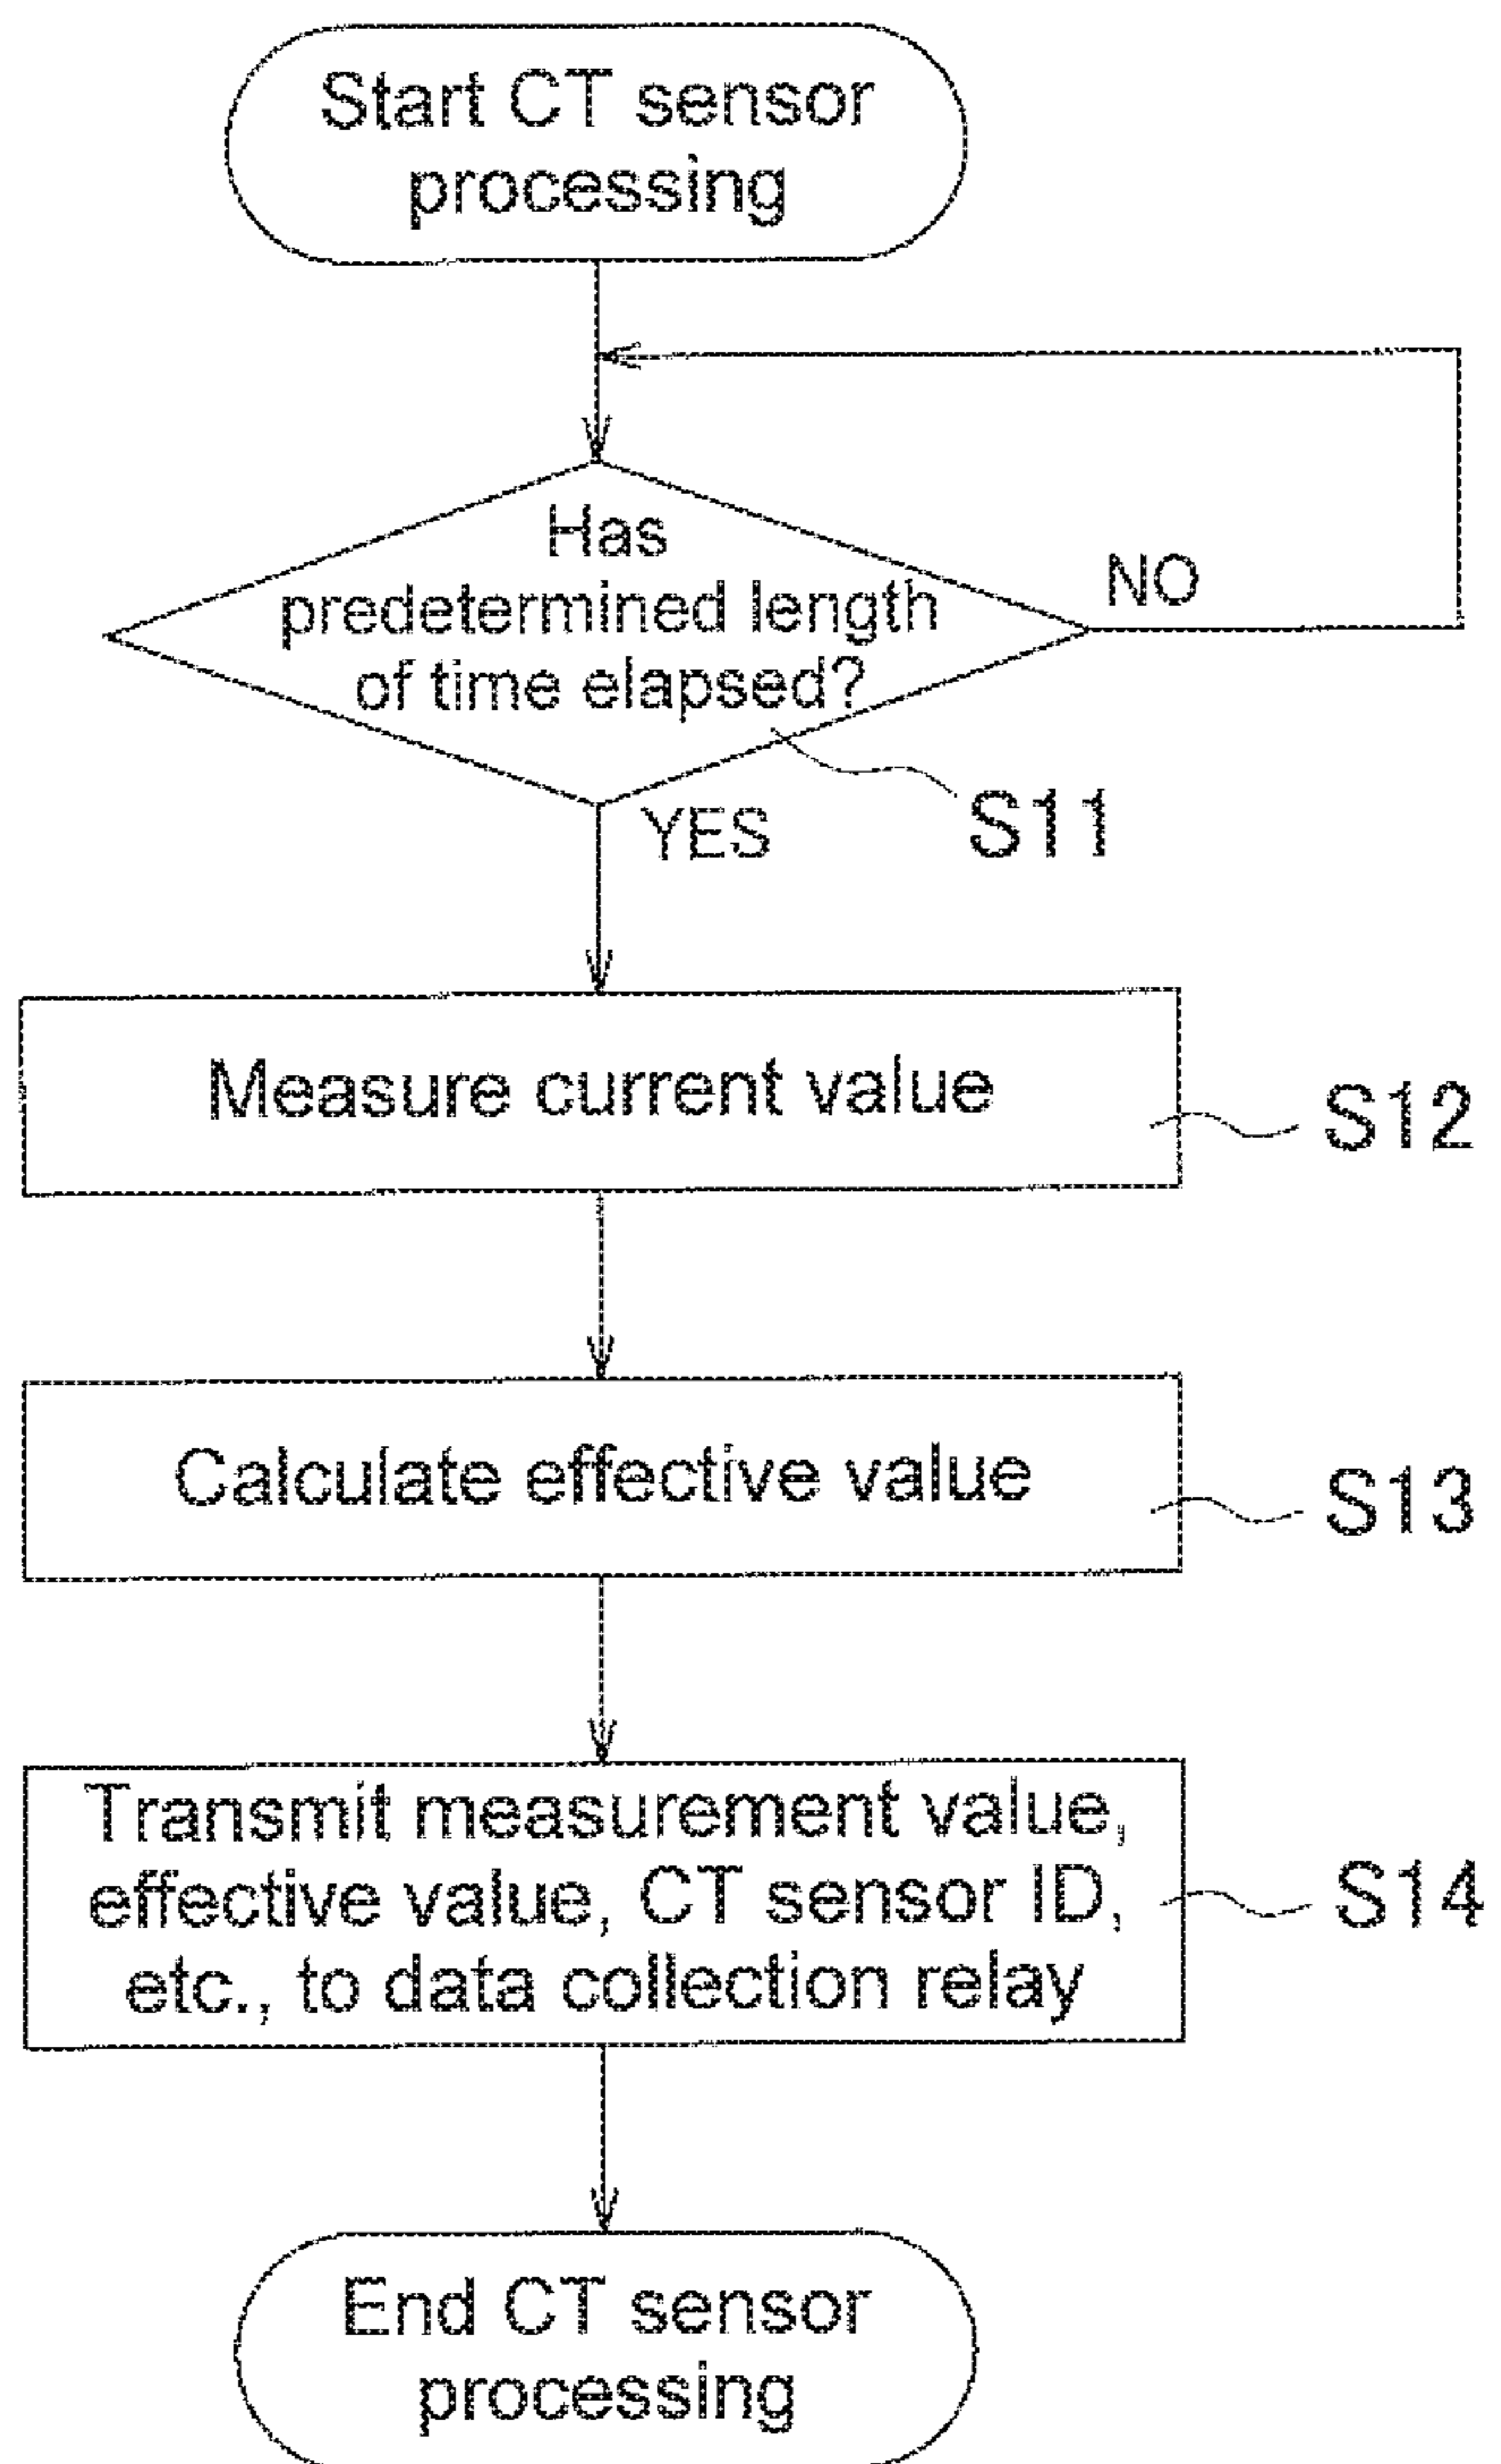 Start CT sensor
processing
Has
predetermined length
of time elapsed?
NO
YES
S11
Measure current value
S12
Calculate effective value
S13
Transmit measurement value,
effective value, CT sensor ID,
etc., to data collection relay
S14
End CT sensor
processing